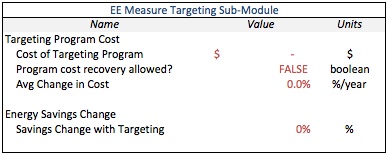 EE Measure Targeting Sub-Module
Name Value Units
Targeting Program Cost
Cost of Targeting Program $ - $
Program cost recovery allowed? FALSE boolean
Avg Change in Cost 0.0% %/year
Energy Savings Change
Savings Change with Targeting 0% %